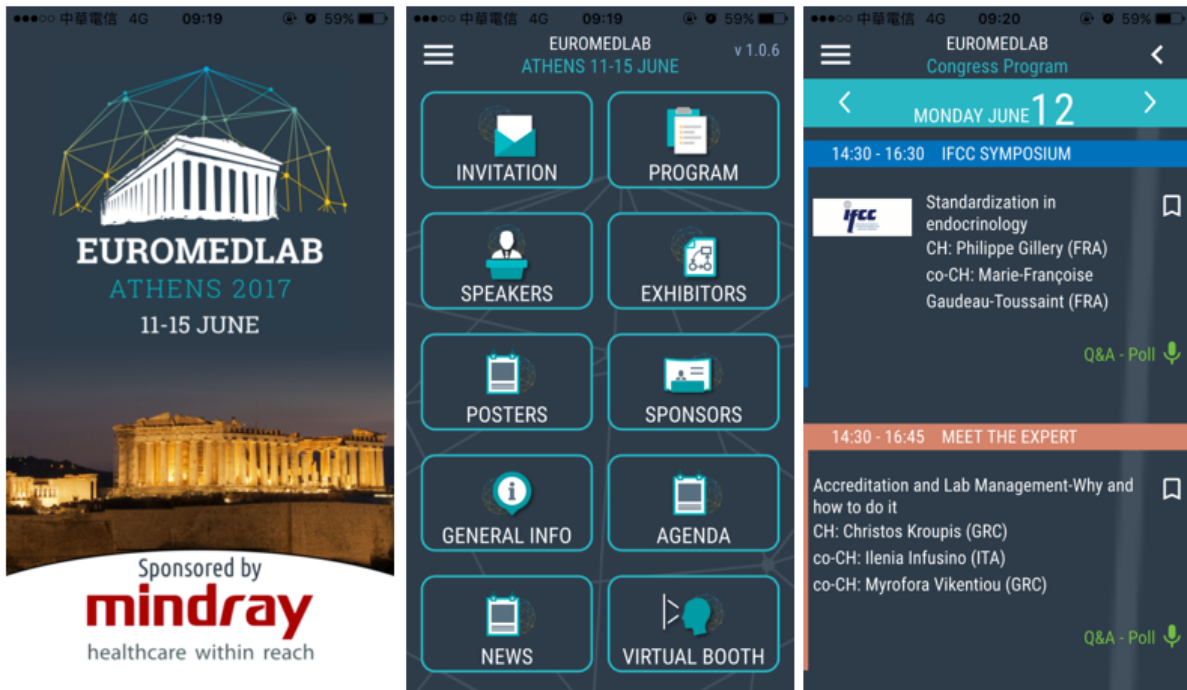 中華電信 4G 09:19 59%
EUROMEDLAB
ATHENS 2017
11-15 JUNE
Sponsored by
mindray
healthcare within reach
中華電信 4G 09:19 59%
EUROMEDLAB
ATHENS 11-15 JUNE
v 1.0.6
INVITATION
PROGRAM
SPEAKERS
EXHIBITORS
POSTERS
SPONSORS
GENERAL INFO
AGENDA
NEWS
VIRTUAL BOOTH
中華電信 4G 09:20 59%
EUROMEDLAB
Congress Program
MONDAY JUNE 12
14:30 - 16:30 IFCC SYMPOSIUM
ifcc
Standardization in
endocrinology
CH: Philippe Gillery (FRA)
co-CH: Marie-Françoise
Gaudeau-Toussaint (FRA)
Q&A - Poll
14:30 - 16:45 MEET THE EXPERT
Accreditation and Lab Management-Why and
how to do it
CH: Christos Kroupis (GRC)
co-CH: Ilenia Infusino (ITA)
co-CH: Myrofora Vikentiou (GRC)
Q&A - Poll